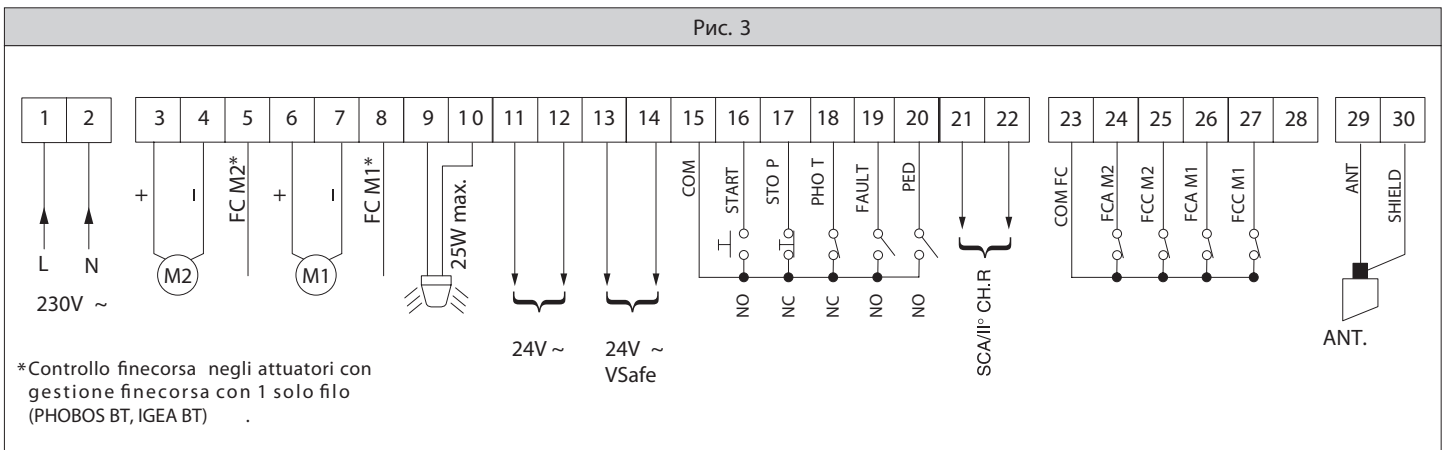 Рис. 3
1 2 3 4 5 6 7 8 9 10 11 12 13 14 15 16 17 18 19 20 21 22 23 24 25 26 27 28 29 30
L N
230V ~
+ –
M2
FC M2*
+ –
M1
FC M1*
25W max.
24V ~
24V ~
VSafe
COM
START
STO P
PHO T
FAULT
PED
NO
NC
NC
NO
NO
SCA/II° CH.R
COM FC
FCA M2
FCC M2
FCA M1
FCC M1
ANT
SHIELD
ANT.
*Controllo finecorsa negli attuatori con
gestione finecorsa con 1 solo filo
(PHOBOS BT, IGEA BT) .